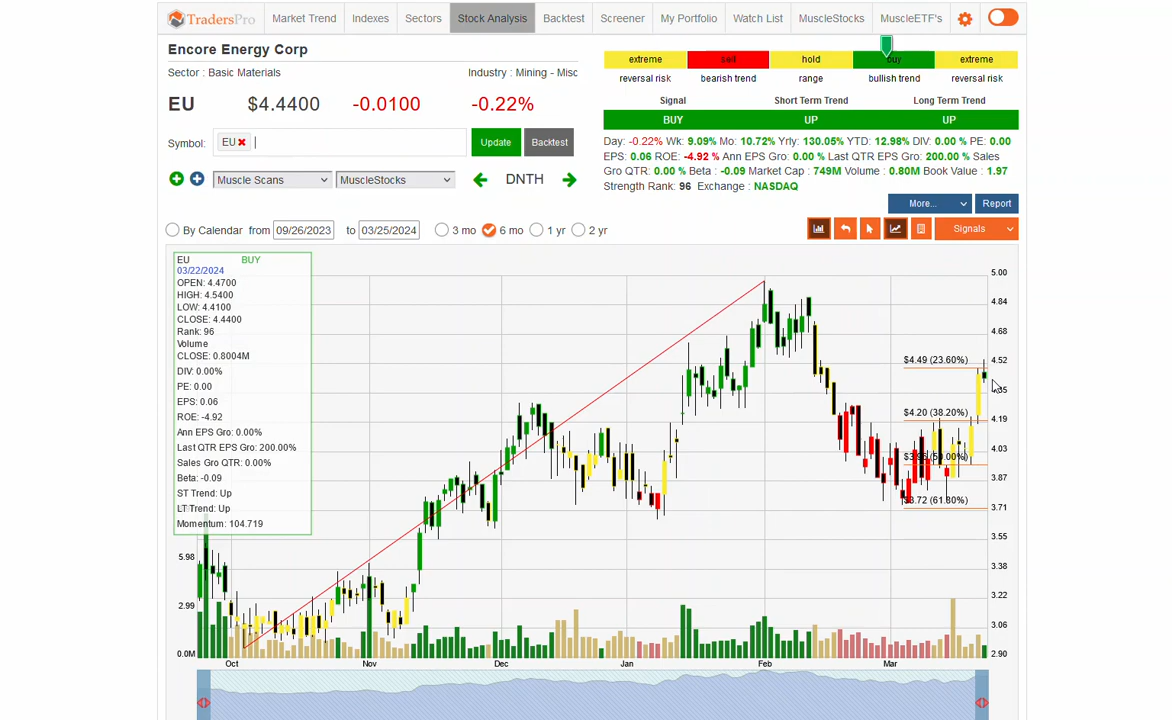 TradersPro Market Trend Indexes Sectors Stock Analysis Backtest Screener My Portfolio Watch List MuscleStocks MuscleETF's
Encore Energy Corp
Sector : Basic Materials Industry : Mining - Misc
EU $4.4400 -0.0100 -0.22%
Symbol: EU Update Backtest
Muscle Scans MuscleStocks DNTH
extreme sell hold buy extreme
reversal risk bearish trend range bullish trend reversal risk
Signal Short Term Trend Long Term Trend
BUY UP UP
Day: -0.22% Wk: 9.09% Mo: 10.72% Yrly: 130.05% YTD: 12.98% DIV: 0.00 % PE: 0.00
EPS: 0.06 ROE: -4.92 % Ann EPS Gro: 0.00 % Last QTR EPS Gro: 200.00 % Sales
Gro QTR: 0.00 % Beta : -0.09 Market Cap : 749M Volume : 0.80M Book Value : 1.97
Strength Rank: 96 Exchange : NASDAQ
More... Report
By Calendar from 09/26/2023 to 03/25/2024 3 mo 6 mo 1 yr 2 yr Signals
EU BUY
03/22/2024
OPEN: 4.4700
HIGH: 4.5400
LOW: 4.4100
CLOSE: 4.4400
Rank: 96
Volume
CLOSE: 0.8004M
DIV: 0.00%
PE: 0.00
EPS: 0.06
ROE: -4.92
Ann EPS Gro: 0.00%
Last QTR EPS Gro: 200.00%
Sales Gro QTR: 0.00%
Beta: -0.09
ST Trend: Up
LT Trend: Up
Momentum: 104.719
5.98
2.99
0.0M
$4.49 (23.60%)
$4.20 (38.20%)
(50.00%)
$3.72 (61.80%)
5.00
4.84
4.68
4.52
4.35
4.19
4.03
3.87
3.71
3.55
3.38
3.22
3.06
2.90
Oct Nov Dec Jan Feb Mar